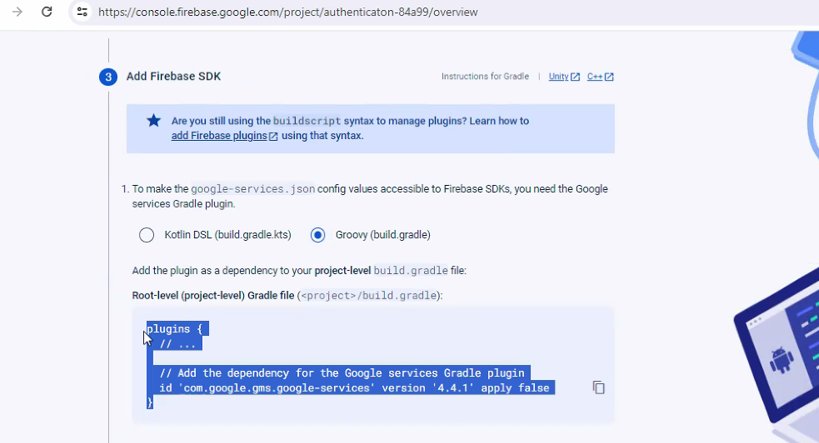 https://console.firebase.google.com/project/authenticaton-84a99/overview
3 Add Firebase SDK Instructions for Gradle | Unity C++
Are you still using the buildscript syntax to manage plugins? Learn how to
add Firebase plugins using that syntax.
1. To make the google-services.json config values accessible to Firebase SDKs, you need the Google
services Gradle plugin.
Kotlin DSL (build.gradle.kts) Groovy (build.gradle)
Add the plugin as a dependency to your project-level build.gradle file:
Root-level (project-level) Gradle file (<project>/build.gradle):
plugins {
// ...
// Add the dependency for the Google services Gradle plugin
id 'com.google.gms.google-services' version '4.4.1' apply false
}